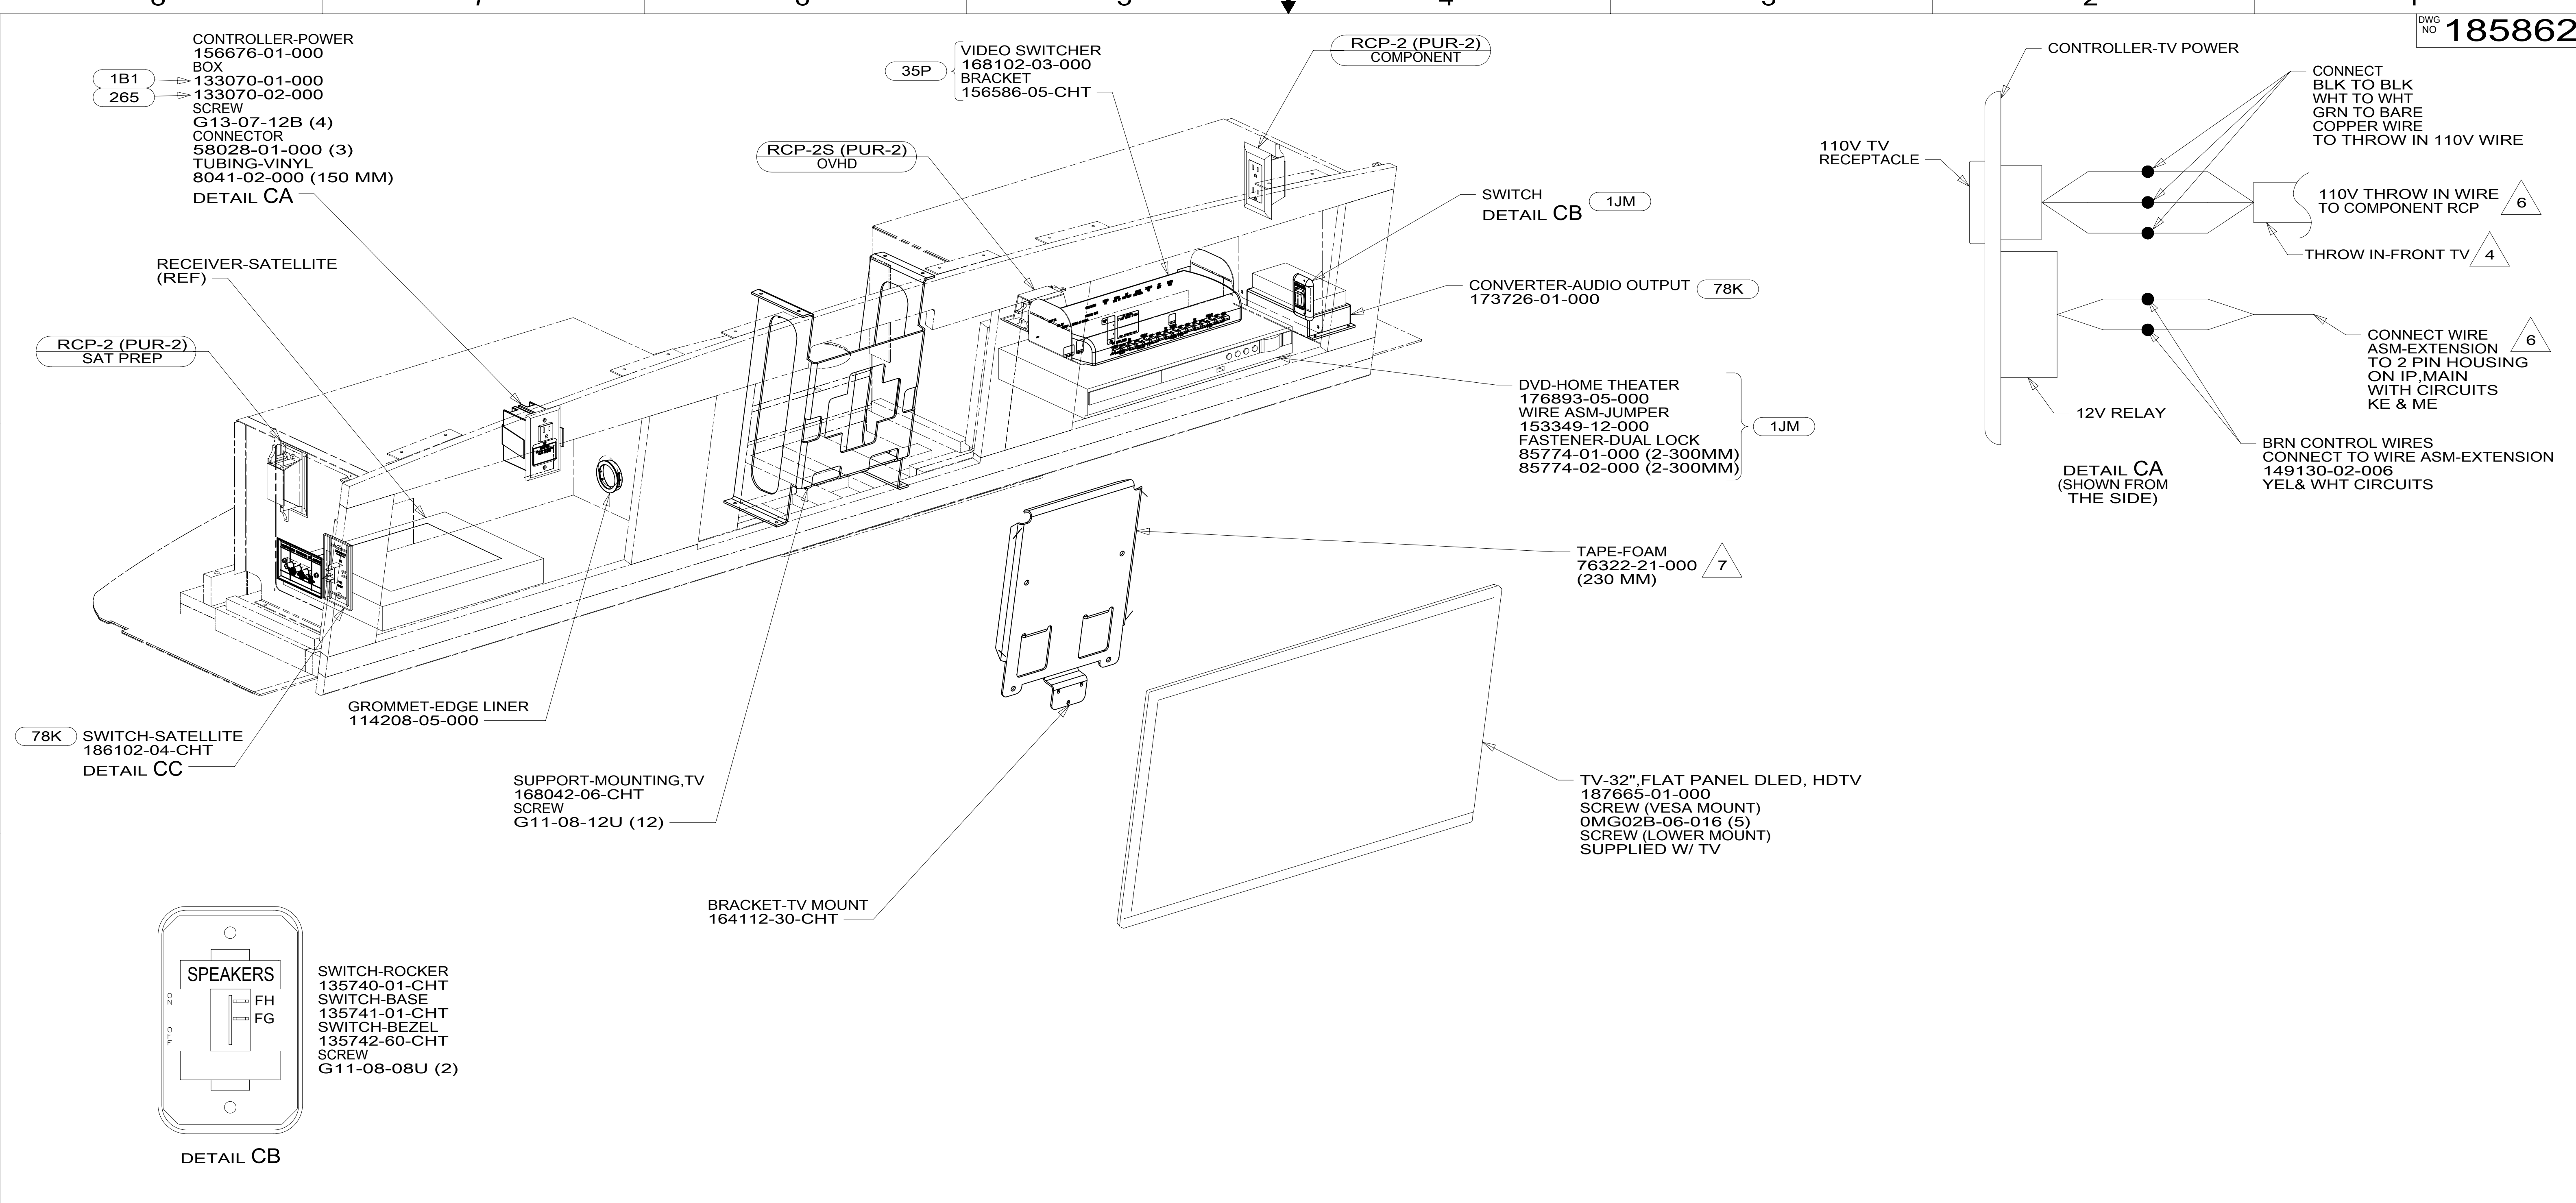 DWG
NO 185862
CONTROLLER-POWER
156676-01-000
BOX
1B1
133070-01-000
265
133070-02-000
SCREW
G13-07-12B (4)
CONNECTOR
58028-01-000 (3)
TUBING-VINYL
8041-02-000 (150 MM)
DETAIL CA
RECEIVER-SATELLITE
(REF)
RCP-2 (PUR-2)
SAT PREP
35P
VIDEO SWITCHER
168102-03-000
BRACKET
156586-05-CHT
RCP-2S (PUR-2)
OVHD
RCP-2 (PUR-2)
COMPONENT
SWITCH
DETAIL CB
1JM
CONVERTER-AUDIO OUTPUT
173726-01-000
78K
DVD-HOME THEATER
176893-05-000
WIRE ASM-JUMPER
153349-12-000
FASTENER-DUAL LOCK
85774-01-000 (2-300MM)
85774-02-000 (2-300MM)
1JM
TAPE-FOAM
76322-21-000
(230 MM)
7
GROMMET-EDGE LINER
114208-05-000
78K
SWITCH-SATELLITE
186102-04-CHT
DETAIL CC
SUPPORT-MOUNTING,TV
168042-06-CHT
SCREW
G11-08-12U (12)
BRACKET-TV MOUNT
164112-30-CHT
TV-32",FLAT PANEL DLED, HDTV
187665-01-000
SCREW (VESA MOUNT)
0MG02B-06-016 (5)
SCREW (LOWER MOUNT)
SUPPLIED W/ TV
CONTROLLER-TV POWER
110V TV
RECEPTACLE
CONNECT
BLK TO BLK
WHT TO WHT
GRN TO BARE
COPPER WIRE
TO THROW IN 110V WIRE
110V THROW IN WIRE
TO COMPONENT RCP
6
THROW IN-FRONT TV
4
CONNECT WIRE
ASM-EXTENSION
TO 2 PIN HOUSING
ON IP,MAIN
WITH CIRCUITS
KE & ME
6
12V RELAY
BRN CONTROL WIRES
CONNECT TO WIRE ASM-EXTENSION
149130-02-006
YEL& WHT CIRCUITS
DETAIL CA
(SHOWN FROM
THE SIDE)
SPEAKERS
ON
OFF
FH
FG
SWITCH-ROCKER
135740-01-CHT
SWITCH-BASE
135741-01-CHT
SWITCH-BEZEL
135742-60-CHT
SCREW
G11-08-08U (2)
DETAIL CB